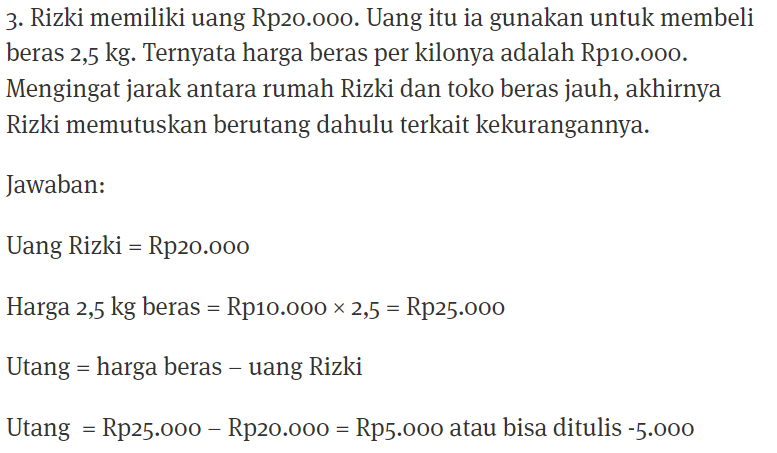 3. Rizki memiliki uang Rp20.000. Uang itu ia gunakan untuk membeli
beras 2,5 kg. Ternyata harga beras per kilonya adalah Rp10.000.
Mengingat jarak antara rumah Rizki dan toko beras jauh, akhirnya
Rizki memutuskan berutang dahulu terkait kekurangannya.
Jawaban:
Uang Rizki = Rp20.000
Harga 2,5 kg beras = Rp10.000 × 2,5 = Rp25.000
Utang = harga beras – uang Rizki
Utang  = Rp25.000 – Rp20.000 = Rp5.000 atau bisa ditulis -5.000